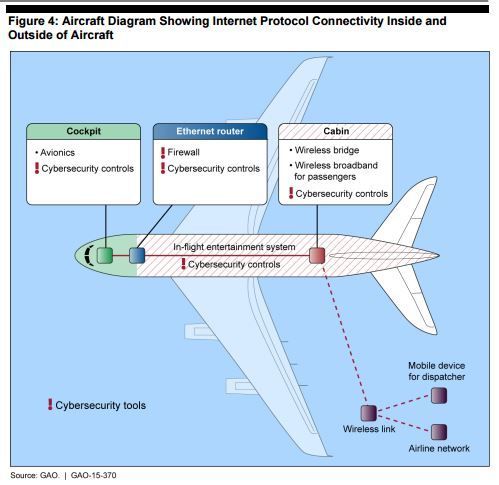 Figure 4: Aircraft Diagram Showing Internet Protocol Connectivity Inside and
Outside of Aircraft
Cockpit
• Avionics
! Cybersecurity controls
Ethernet router
! Firewall
! Cybersecurity controls
Cabin
• Wireless bridge
• Wireless broadband
for passengers
! Cybersecurity controls
In-flight entertainment system
! Cybersecurity controls
Mobile device
for dispatcher
! Cybersecurity tools
Wireless link
Airline network
Source: GAO. | GAO-15-370